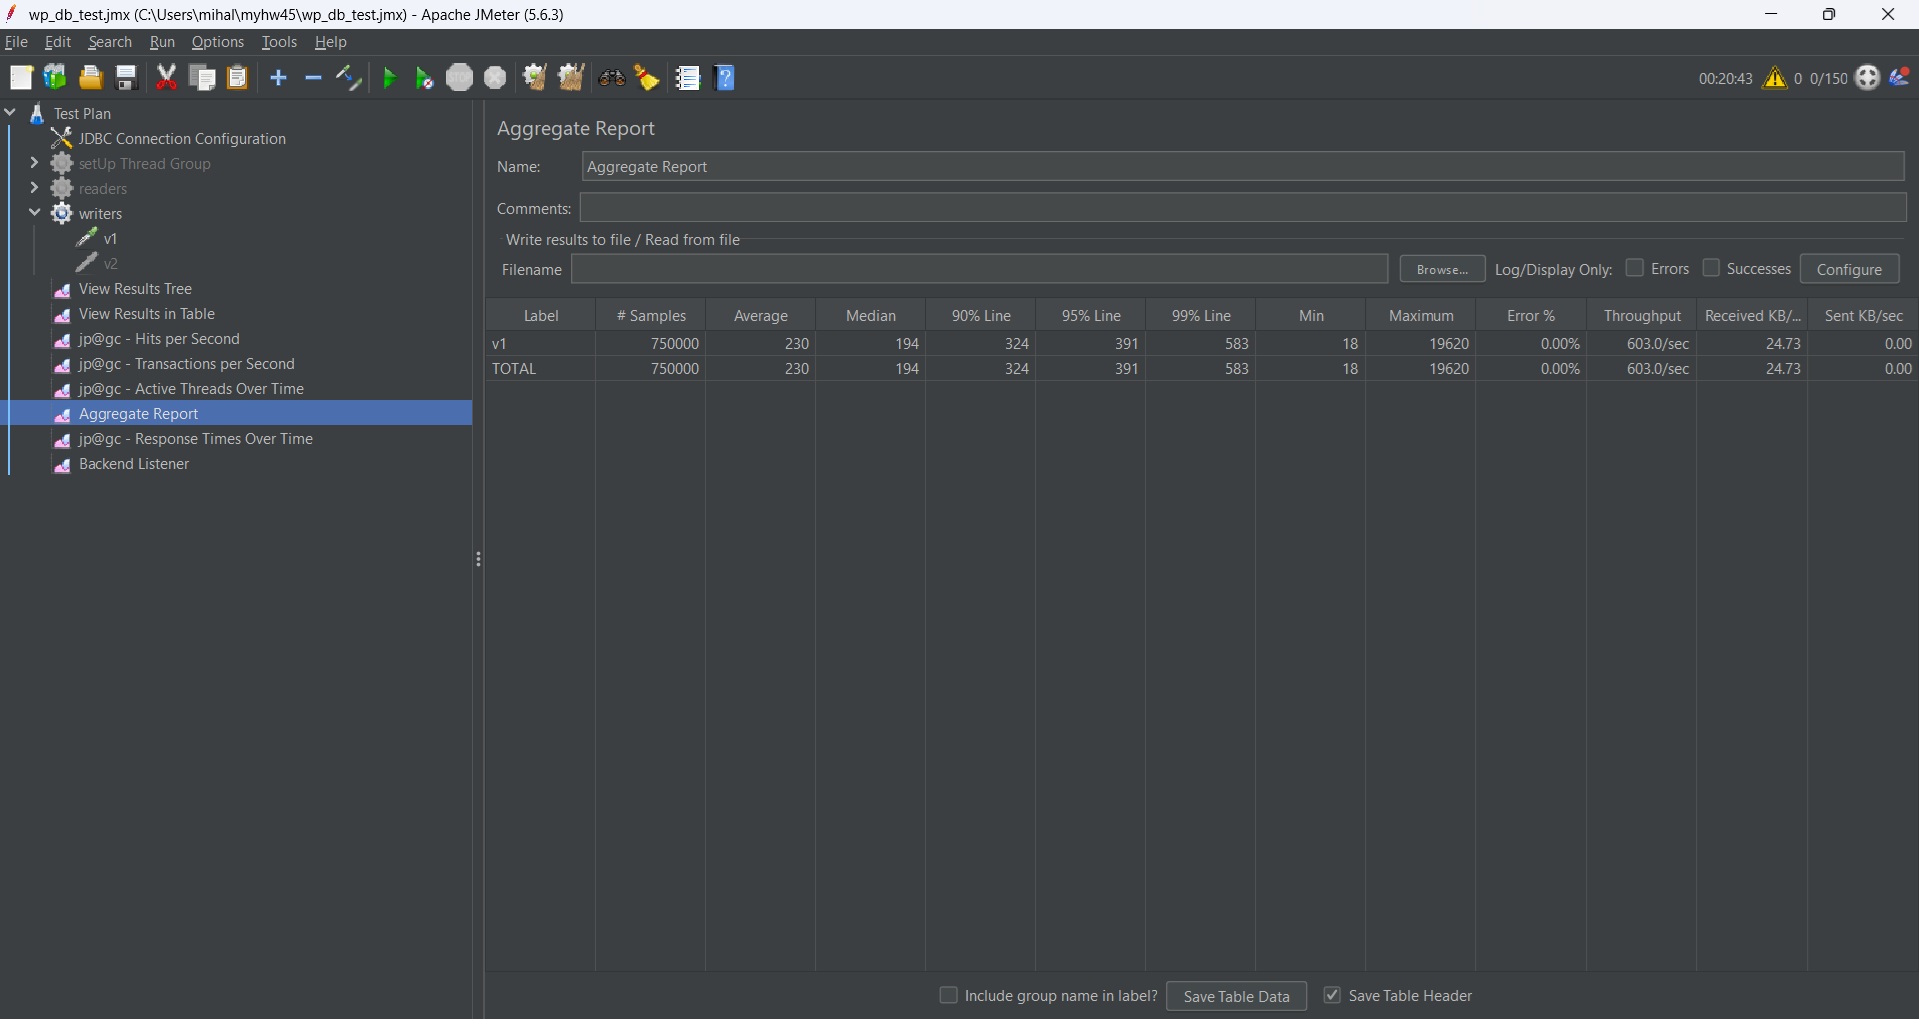 wp_db_test.jmx (C:\Users\mihal\myhw45\wp_db_test.jmx) - Apache JMeter (5.6.3)
File Edit Search Run Options Tools Help
STOP
?
00:20:43 0 0/150
Test Plan
JDBC Connection Configuration
setUp Thread Group
readers
writers
v1
v2
View Results Tree
View Results in Table
jp@gc - Hits per Second
jp@gc - Transactions per Second
jp@gc - Active Threads Over Time
Aggregate Report
jp@gc - Response Times Over Time
Backend Listener
Aggregate Report
Name: Aggregate Report
Comments:
Write results to file / Read from file
Filename Browse... Log/Display Only: Errors Successes Configure
Label # Samples Average Median 90% Line 95% Line 99% Line Min Maximum Error % Throughput Received KB/... Sent KB/sec
v1 750000 230 194 324 391 583 18 19620 0.00% 603.0/sec 24.73 0.00
TOTAL 750000 230 194 324 391 583 18 19620 0.00% 603.0/sec 24.73 0.00
Include group name in label? Save Table Data Save Table Header